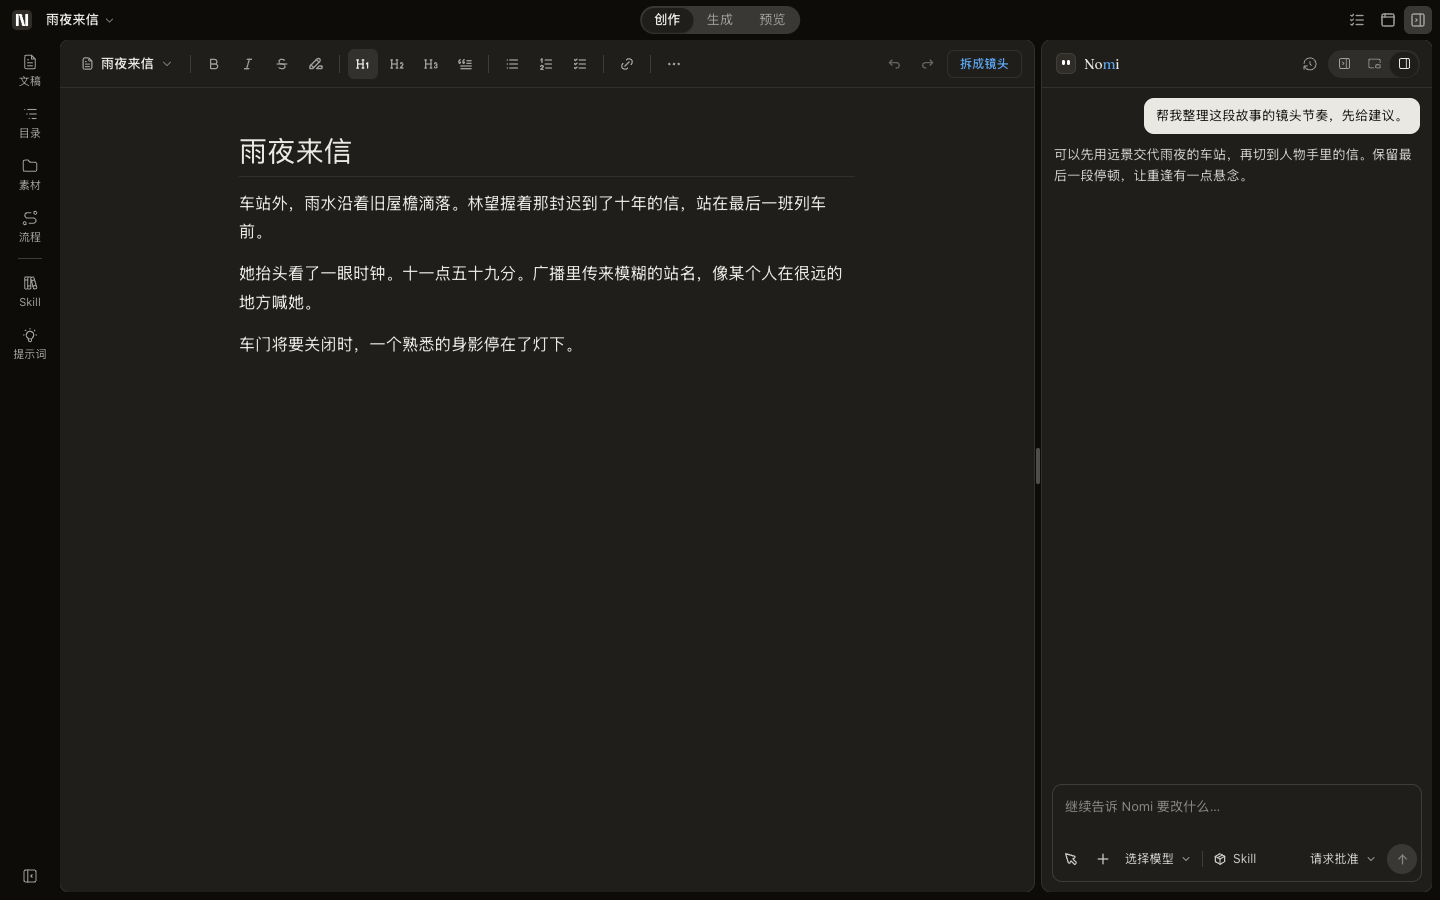 雨夜来信
创作
生成
预览
文稿
目录
素材
流程
Skill
提示词
雨夜来信
B
I
S
H1
H2
H3
拆成镜头
雨夜来信
车站外，雨水沿着旧屋檐滴落。林望握着那封迟到了十年的信，站在最后一班列车
前。
她抬头看了一眼时钟。十一点五十九分。广播里传来模糊的站名，像某个人在很远的
地方喊她。
车门将要关闭时，一个熟悉的身影停在了灯下。
Nomi
帮我整理这段故事的镜头节奏，先给建议。
可以先用远景交代雨夜的车站，再切到人物手里的信。保留最
后一段停顿，让重逢有一点悬念。
继续告诉 Nomi 要改什么...
选择模型
Skill
请求批准